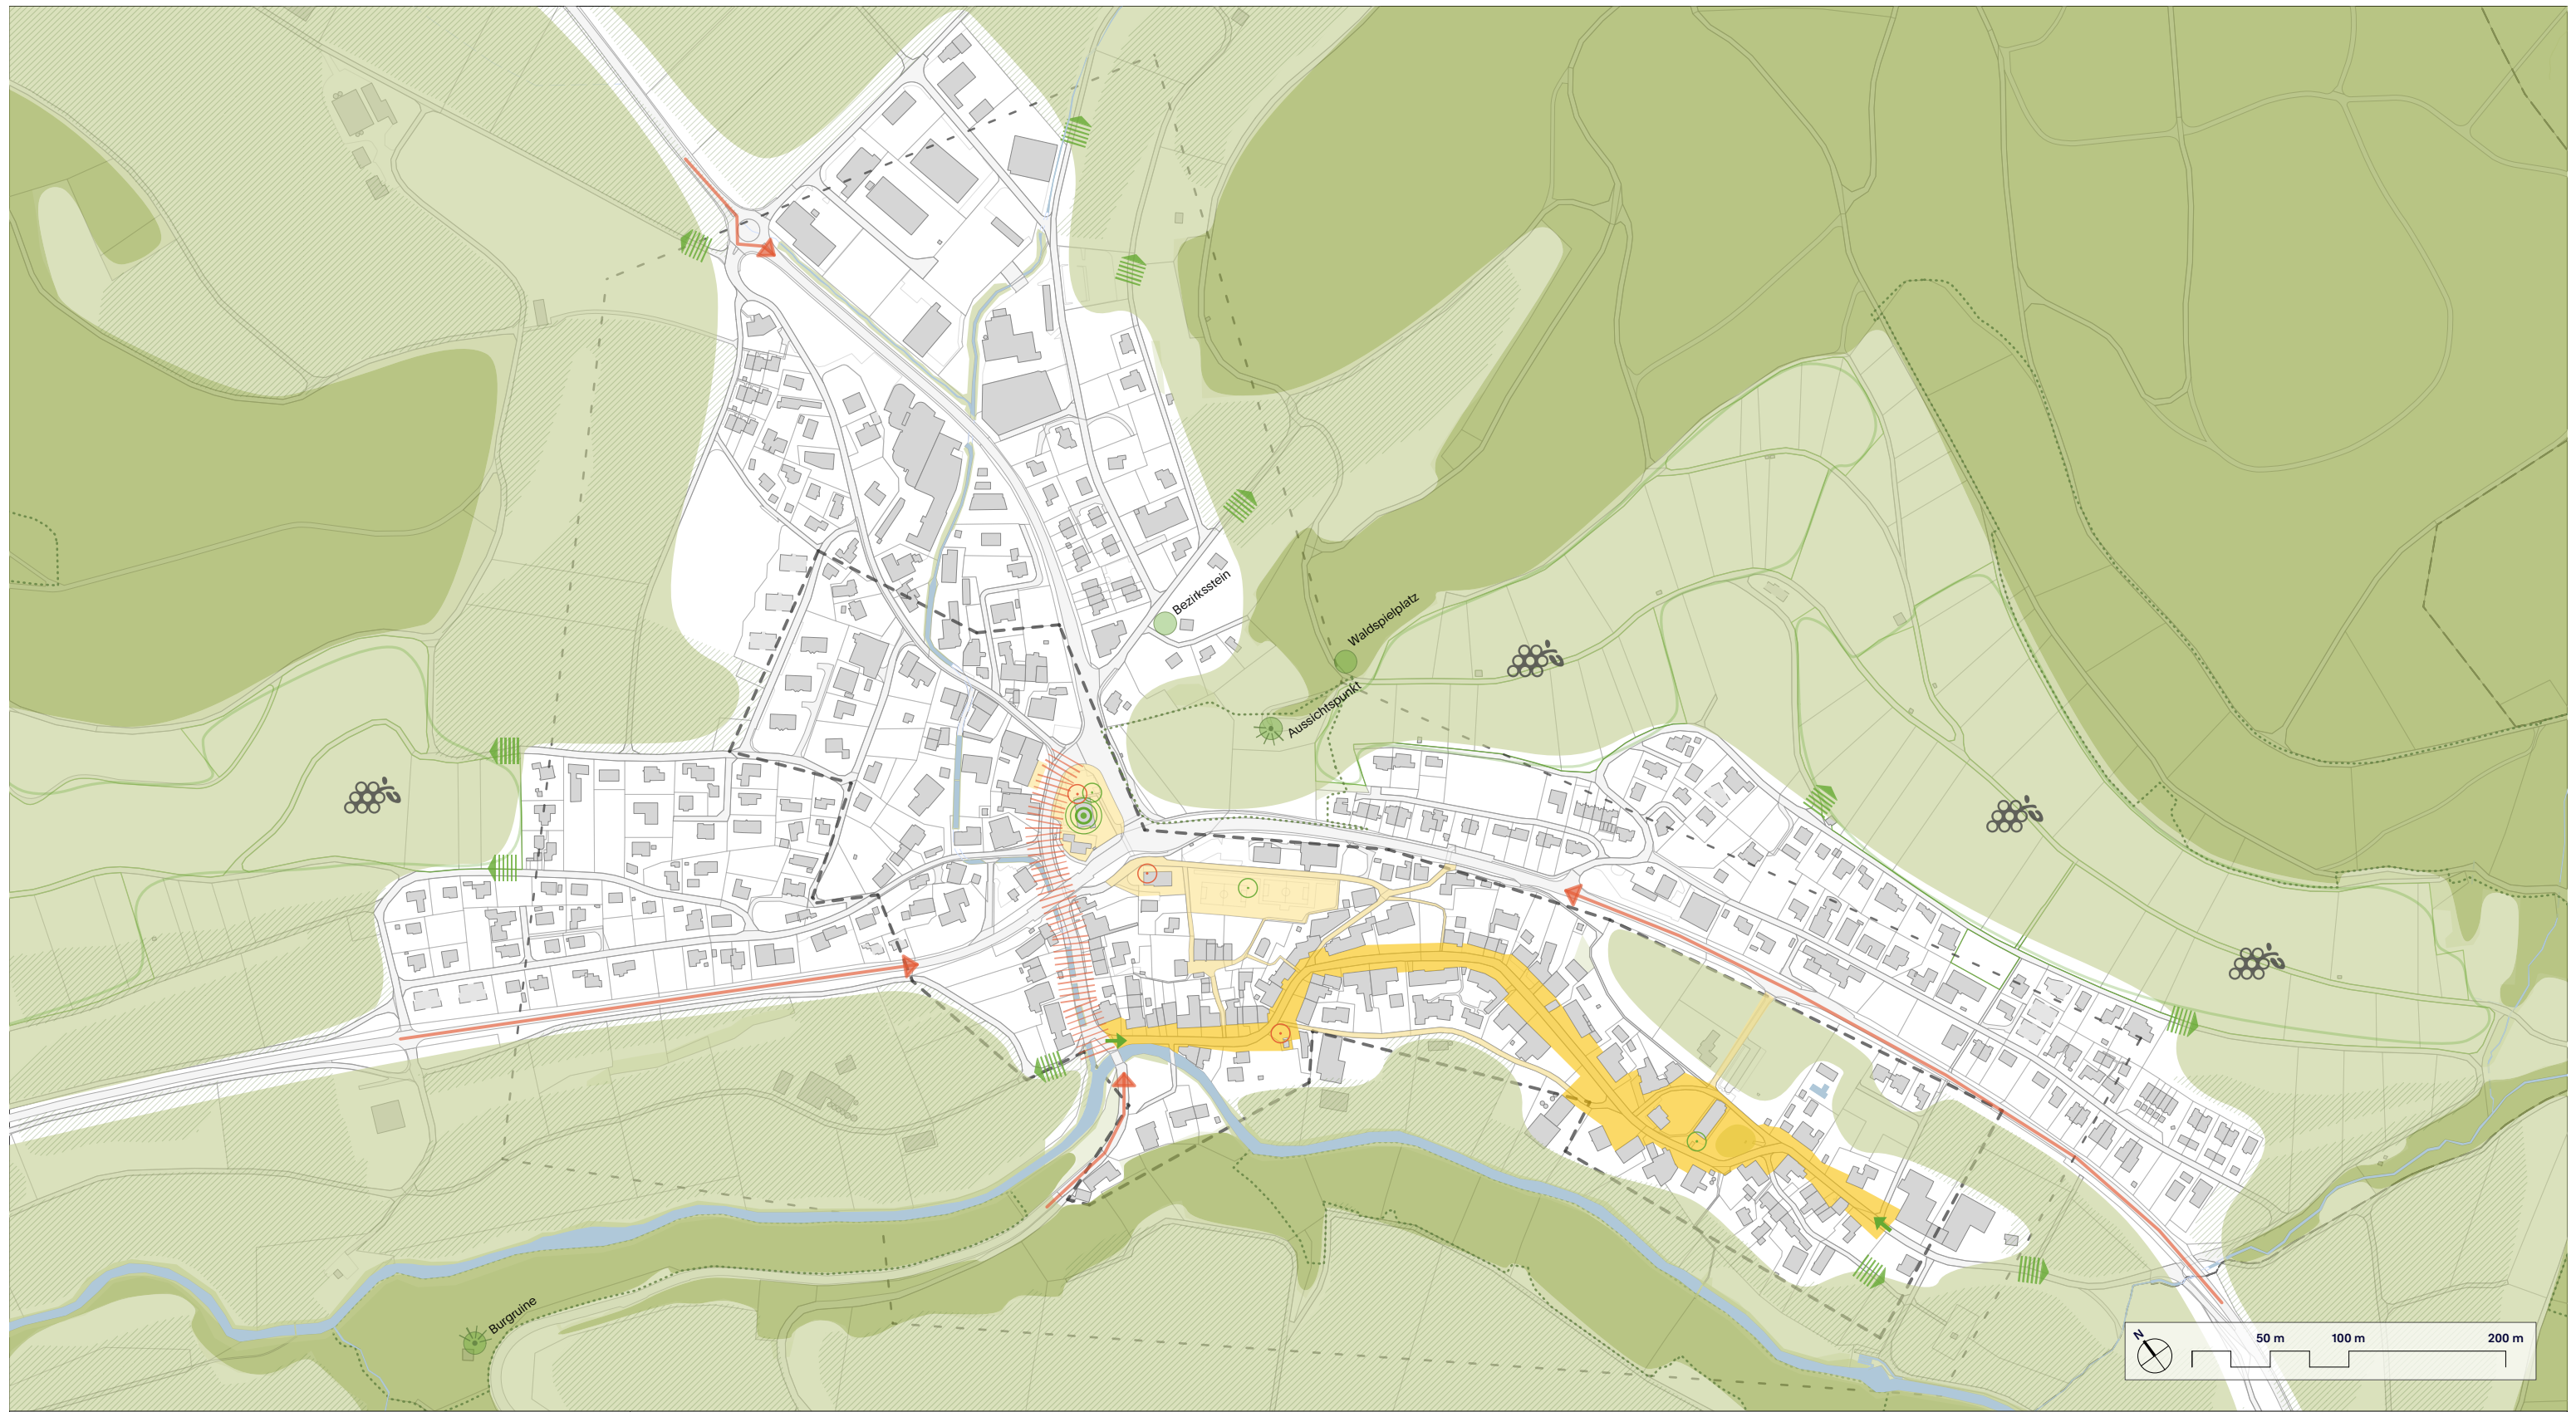 Bezirksstein
Waldspielplatz
Aussichtspunkt
Burgruine
N
50 m 100 m 200 m